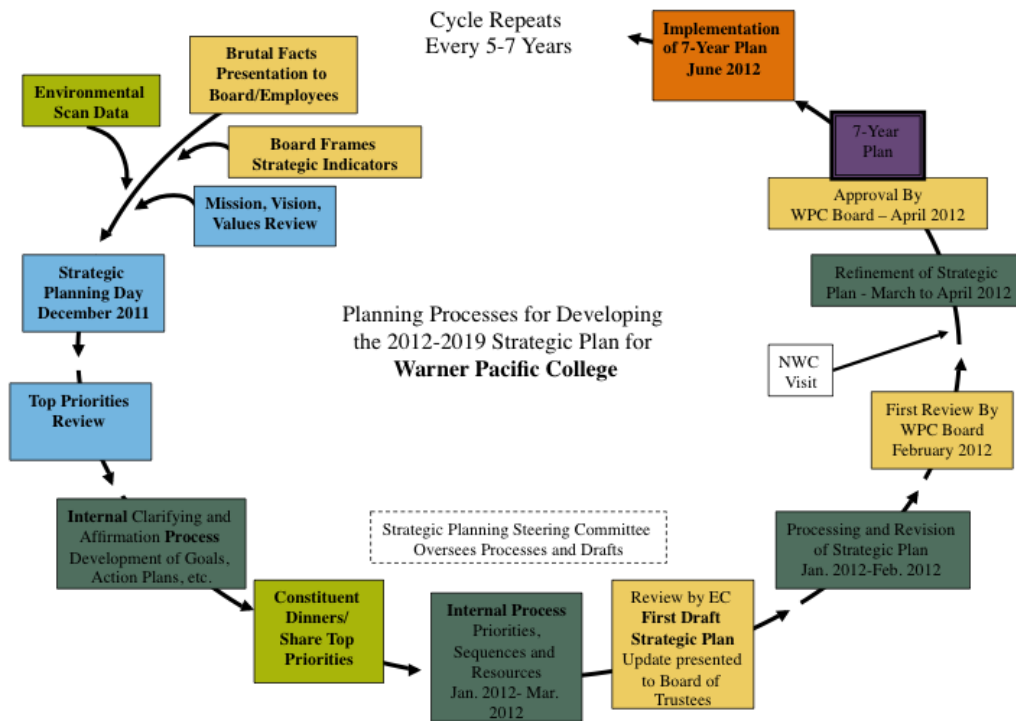 Cycle Repeats
Every 5-7 Years
Implementation
of 7-Year Plan
June 2012
Brutal Facts
Presentation to
Board/Employees
Environmental
Scan Data
Board Frames
Strategic Indicators
Mission, Vision,
Values Review
7-Year
Plan
Approval By
WPC Board – April 2012
Strategic
Planning Day
December 2011
Refinement of Strategic
Plan - March to April 2012
Planning Processes for Developing
the 2012-2019 Strategic Plan for
Warner Pacific College
NWC
Visit
Top Priorities
Review
First Review By
WPC Board
February 2012
Internal Clarifying and
Affirmation Process
Development of Goals,
Action Plans, etc.
Strategic Planning Steering Committee
Oversees Processes and Drafts
Processing and Revision
of Strategic Plan
Jan. 2012-Feb. 2012
Constituent
Dinners/
Share Top
Priorities
Internal Process
Priorities,
Sequences and
Resources
Jan. 2012- Mar.
2012
Review by EC
First Draft
Strategic Plan
Update presented
to Board of
Trustees